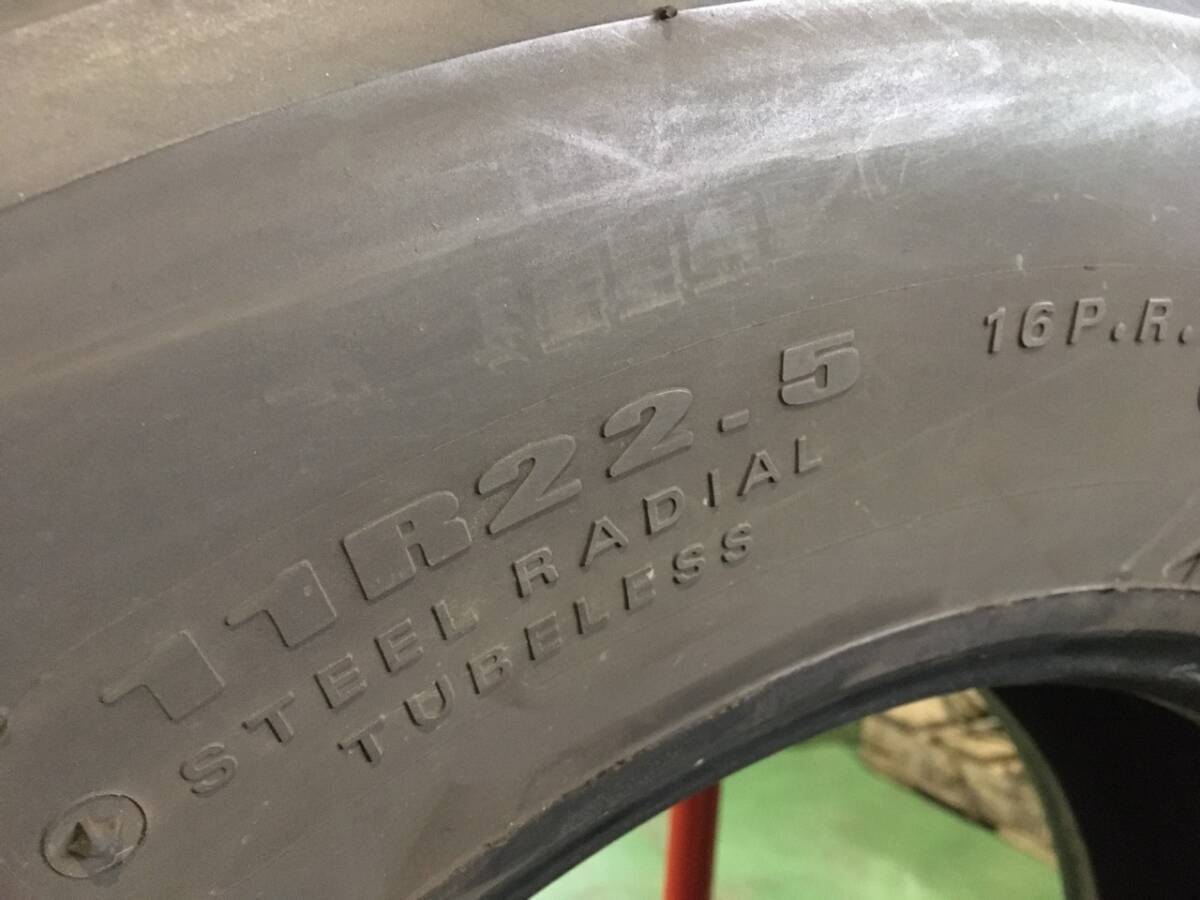 11R22.5
16P.R.
STEEL RADIAL
TUBELESS